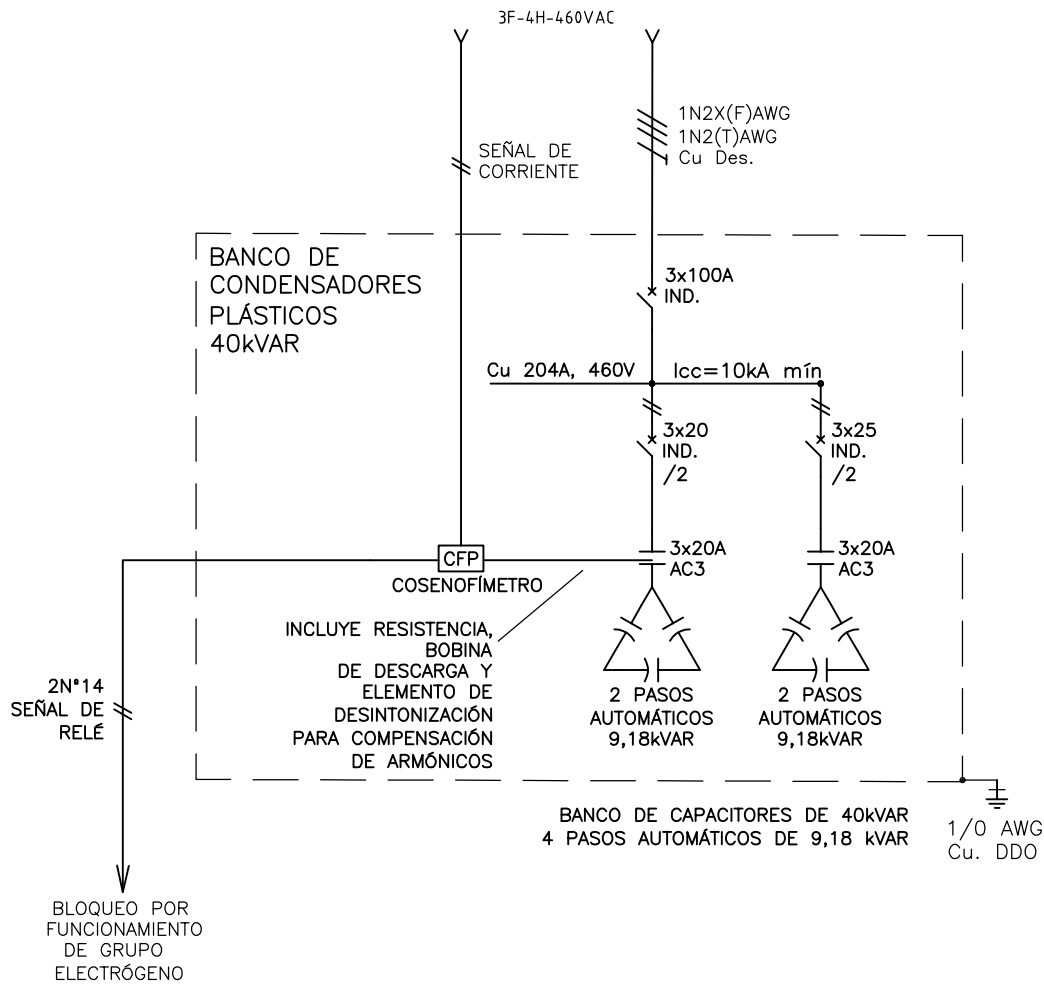 3F-4H-460VAC
1N2X(F)AWG
1N2(T)AWG
Cu Des.
SEÑAL DE
CORRIENTE
BANCO DE
CONDENSADORES
PLÁSTICOS
40kVAR
3x100A
IND.
Cu 204A, 460V
Icc=10kA mín
3x20
IND.
/2
3x25
IND.
/2
CFP
COSENOFÍMETRO
3x20A
AC3
3x20A
AC3
INCLUYE RESISTENCIA,
BOBINA
DE DESCARGA Y
ELEMENTO DE
DESINTONIZACIÓN
PARA COMPENSACIÓN
DE ARMÓNICOS
2 PASOS
AUTOMÁTICOS
9,18kVAR
2 PASOS
AUTOMÁTICOS
9,18kVAR
2N°14
SEÑAL DE
RELÉ
BANCO DE CAPACITORES DE 40kVAR
4 PASOS AUTOMÁTICOS DE 9,18 kVAR
1/0 AWG
Cu. DDO
BLOQUEO POR
FUNCIONAMIENTO
DE GRUPO
ELECTRÓGENO